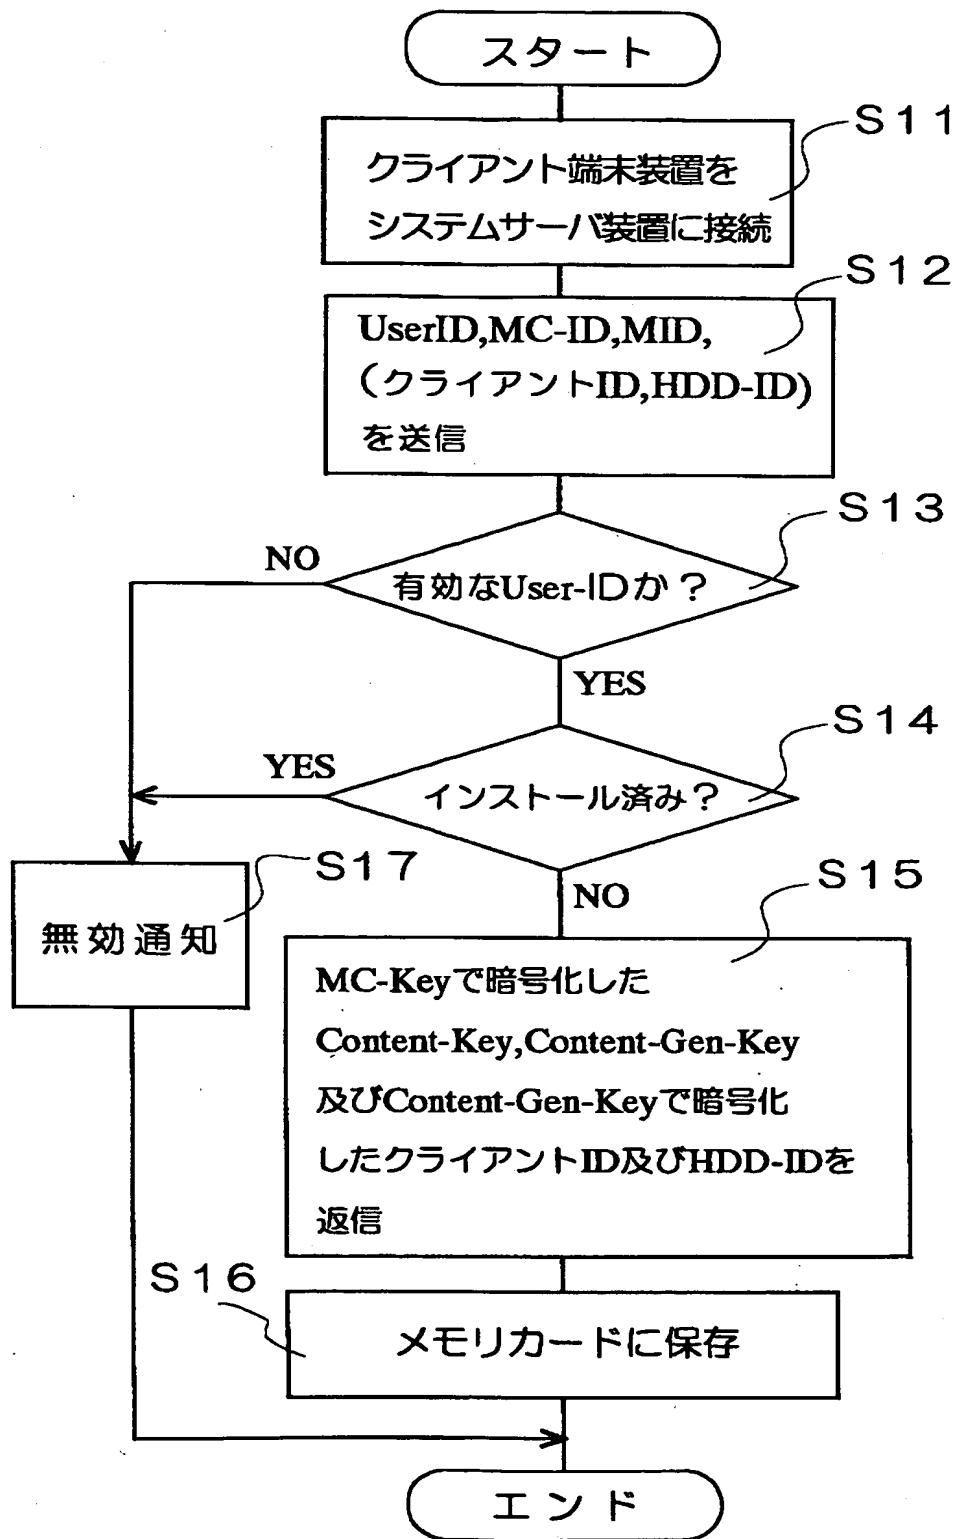 スタート
S11
クライアント端末装置を
システムサーバ装置に接続
S12
UserID,MC-ID,MID,
(クライアントID,HDD-ID)
を送信
S13
NO
有効なUser-IDか?
YES
S14
YES
インストール済み?
S17
NO
S15
無効通知
MC-Keyで暗号化した
Content-Key,Content-Gen-Key
及びContent-Gen-Keyで暗号化
したクライアントID及びHDD-IDを
返信
S16
メモリカードに保存
エンド